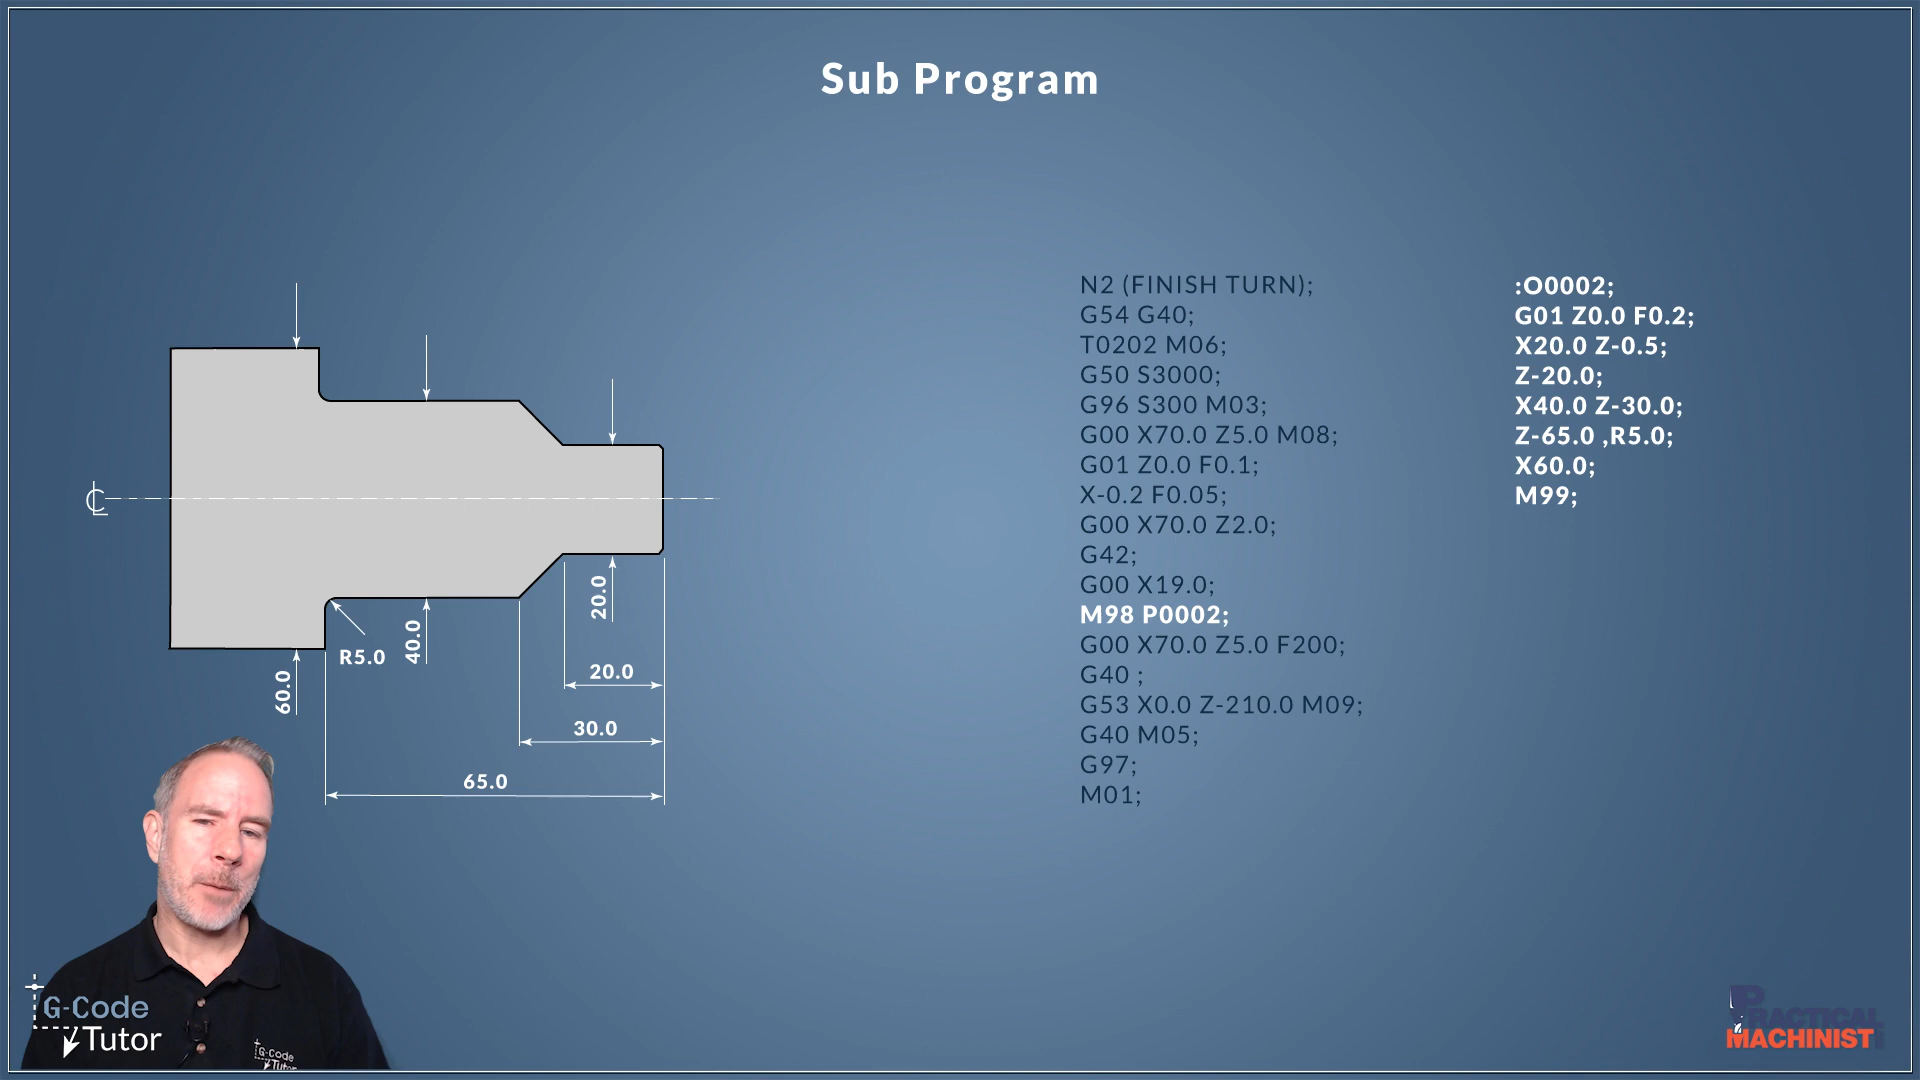 Sub Program
N2 (FINISH TURN);
G54 G40;
T0202 M06;
G50 S3000;
G96 S300 M03;
G00 X70.0 Z5.0 M08;
G01 Z0.0 F0.1;
X-0.2 F0.05;
G00 X70.0 Z2.0;
G42;
G00 X19.0;
M98 P0002;
G00 X70.0 Z5.0 F200;
G40 ;
G53 X0.0 Z-210.0 M09;
G40 M05;
G97;
M01;
:O0002;
G01 Z0.0 F0.2;
X20.0 Z-0.5;
Z-20.0;
X40.0 Z-30.0;
Z-65.0 ,R5.0;
X60.0;
M99;
60.0
R5.0
40.0
20.0
20.0
30.0
65.0
G-Code
Tutor
G-Code
Tutor
PRACTICAL
MACHINIST